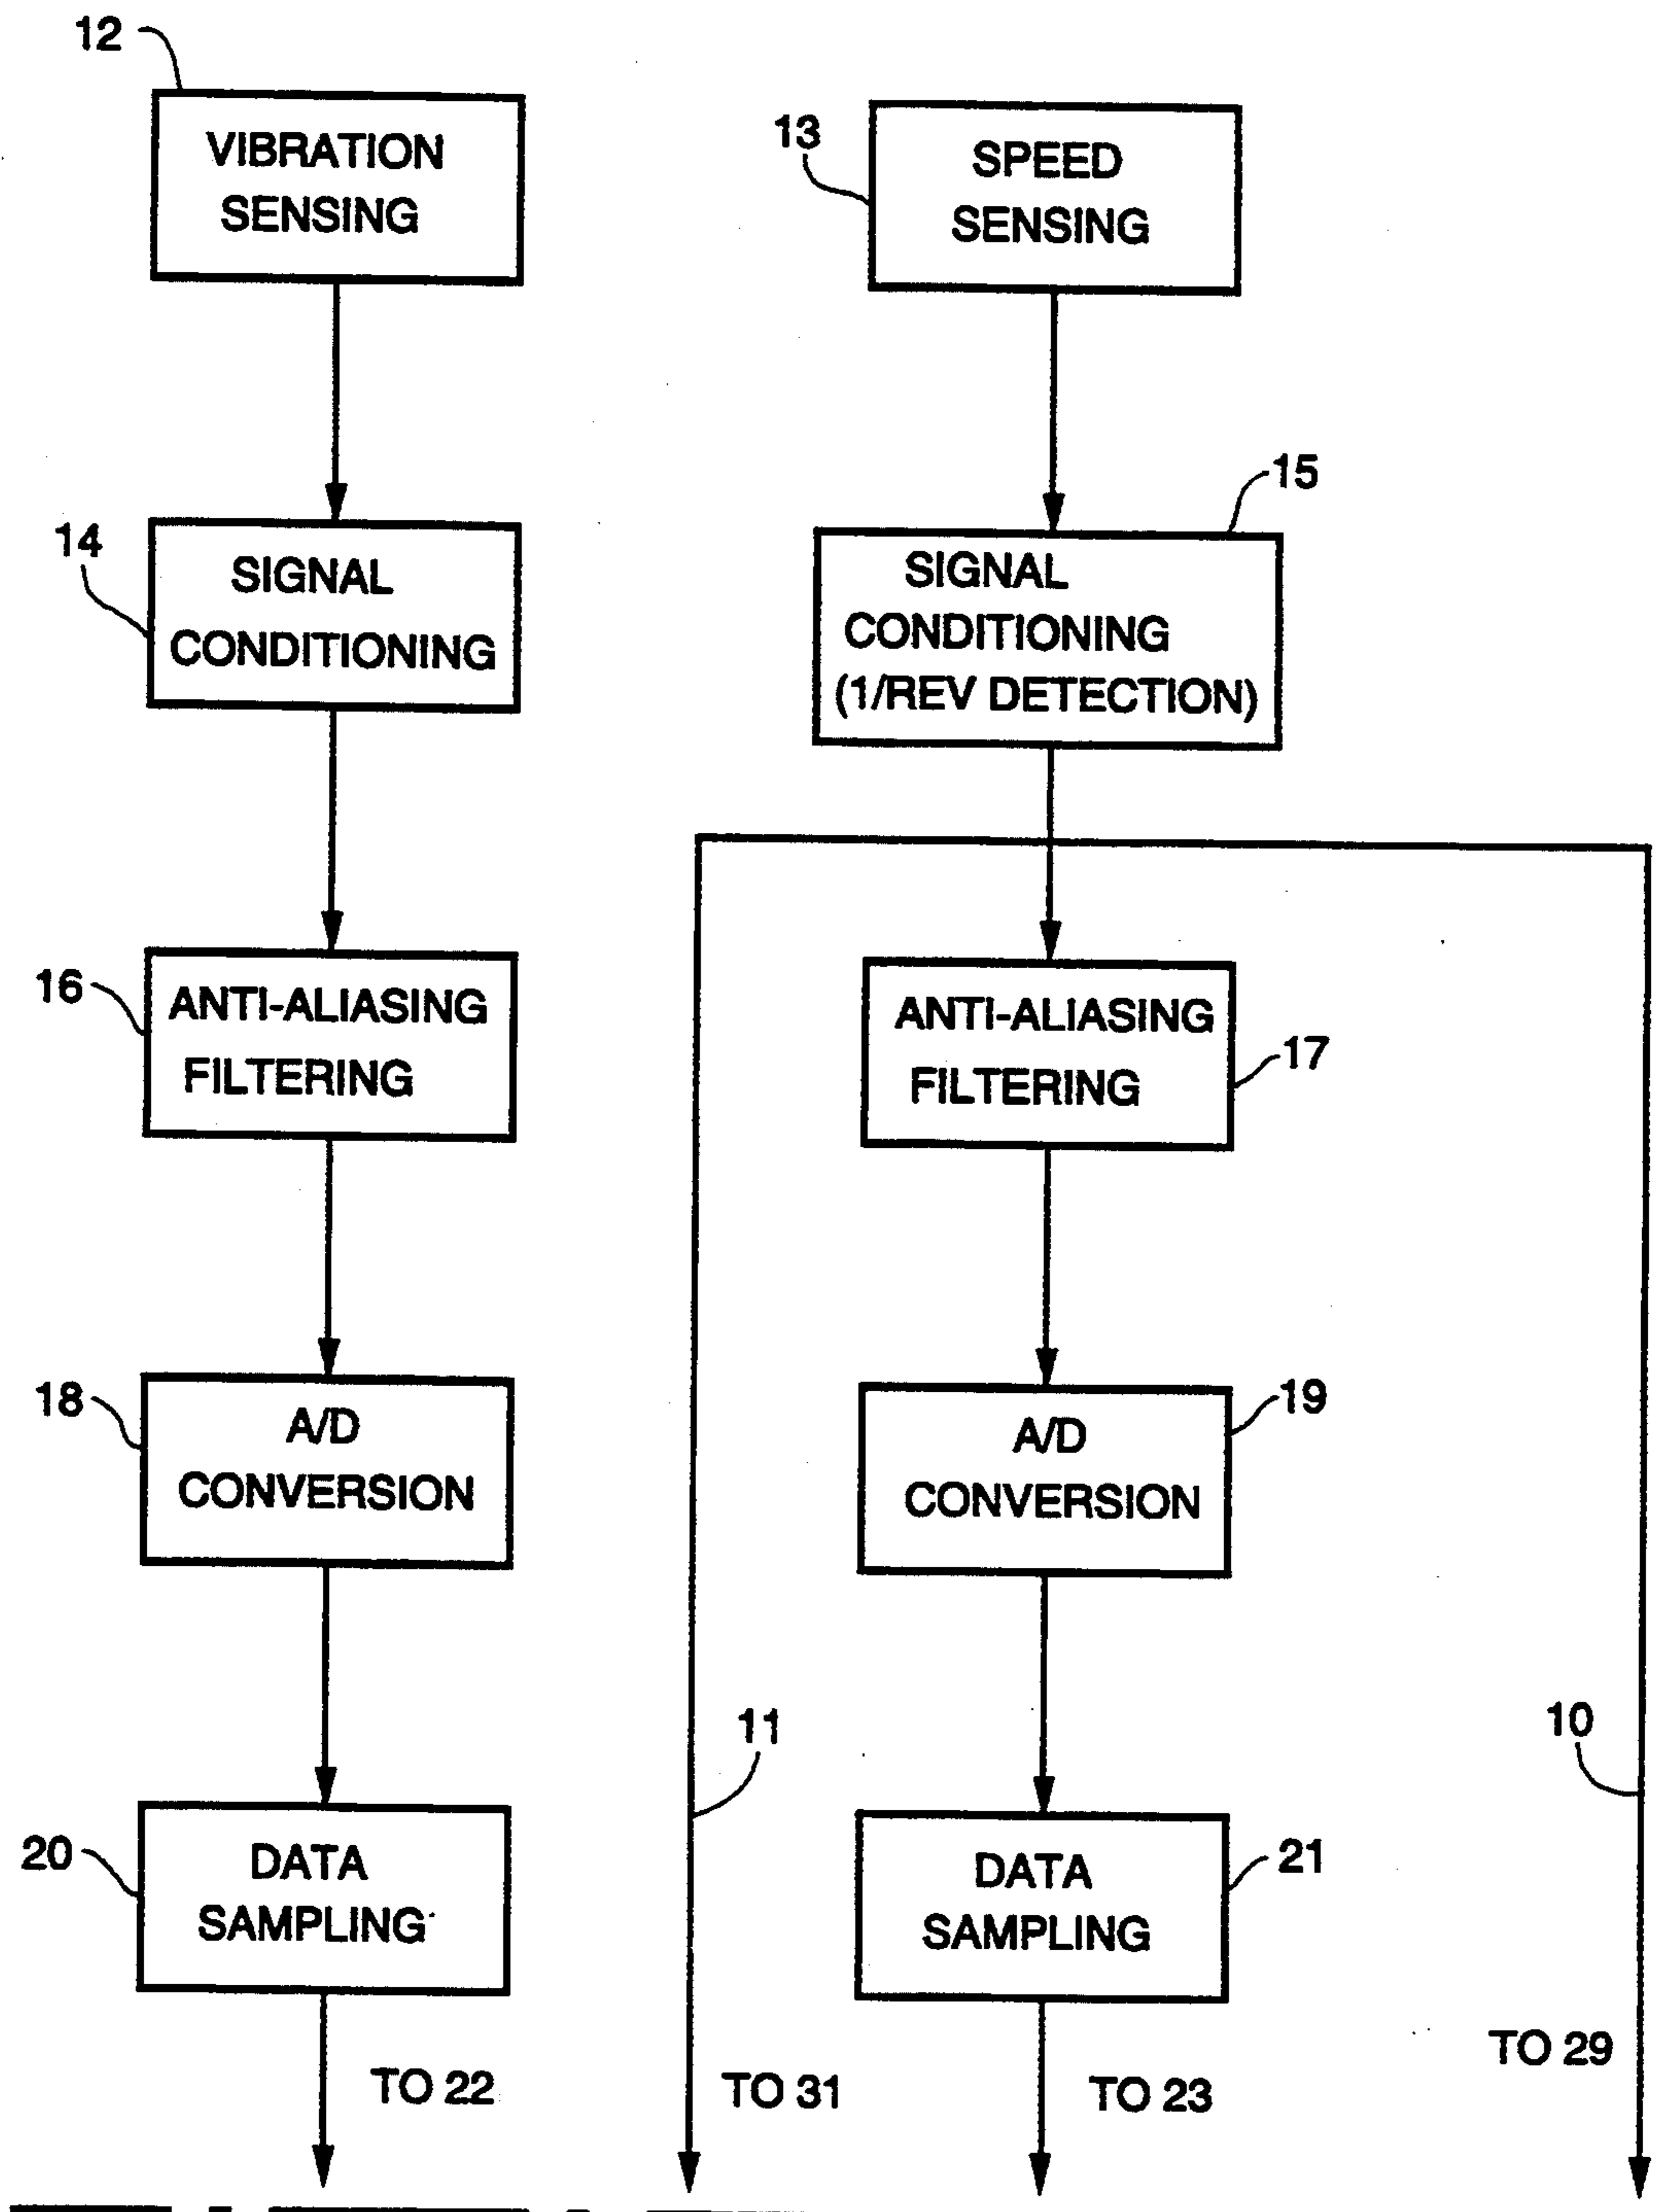 12
VIBRATION
SENSING
13
SPEED
SENSING
14
SIGNAL
CONDITIONING
15
SIGNAL
CONDITIONING
(1/REV DETECTION)
16
ANTI-ALIASING
FILTERING
ANTI-ALIASING
FILTERING
17
18
A/D
CONVERSION
A/D
CONVERSION
19
11
10
20
DATA
SAMPLING
DATA
SAMPLING
21
TO 22
TO 31
TO 23
TO 29